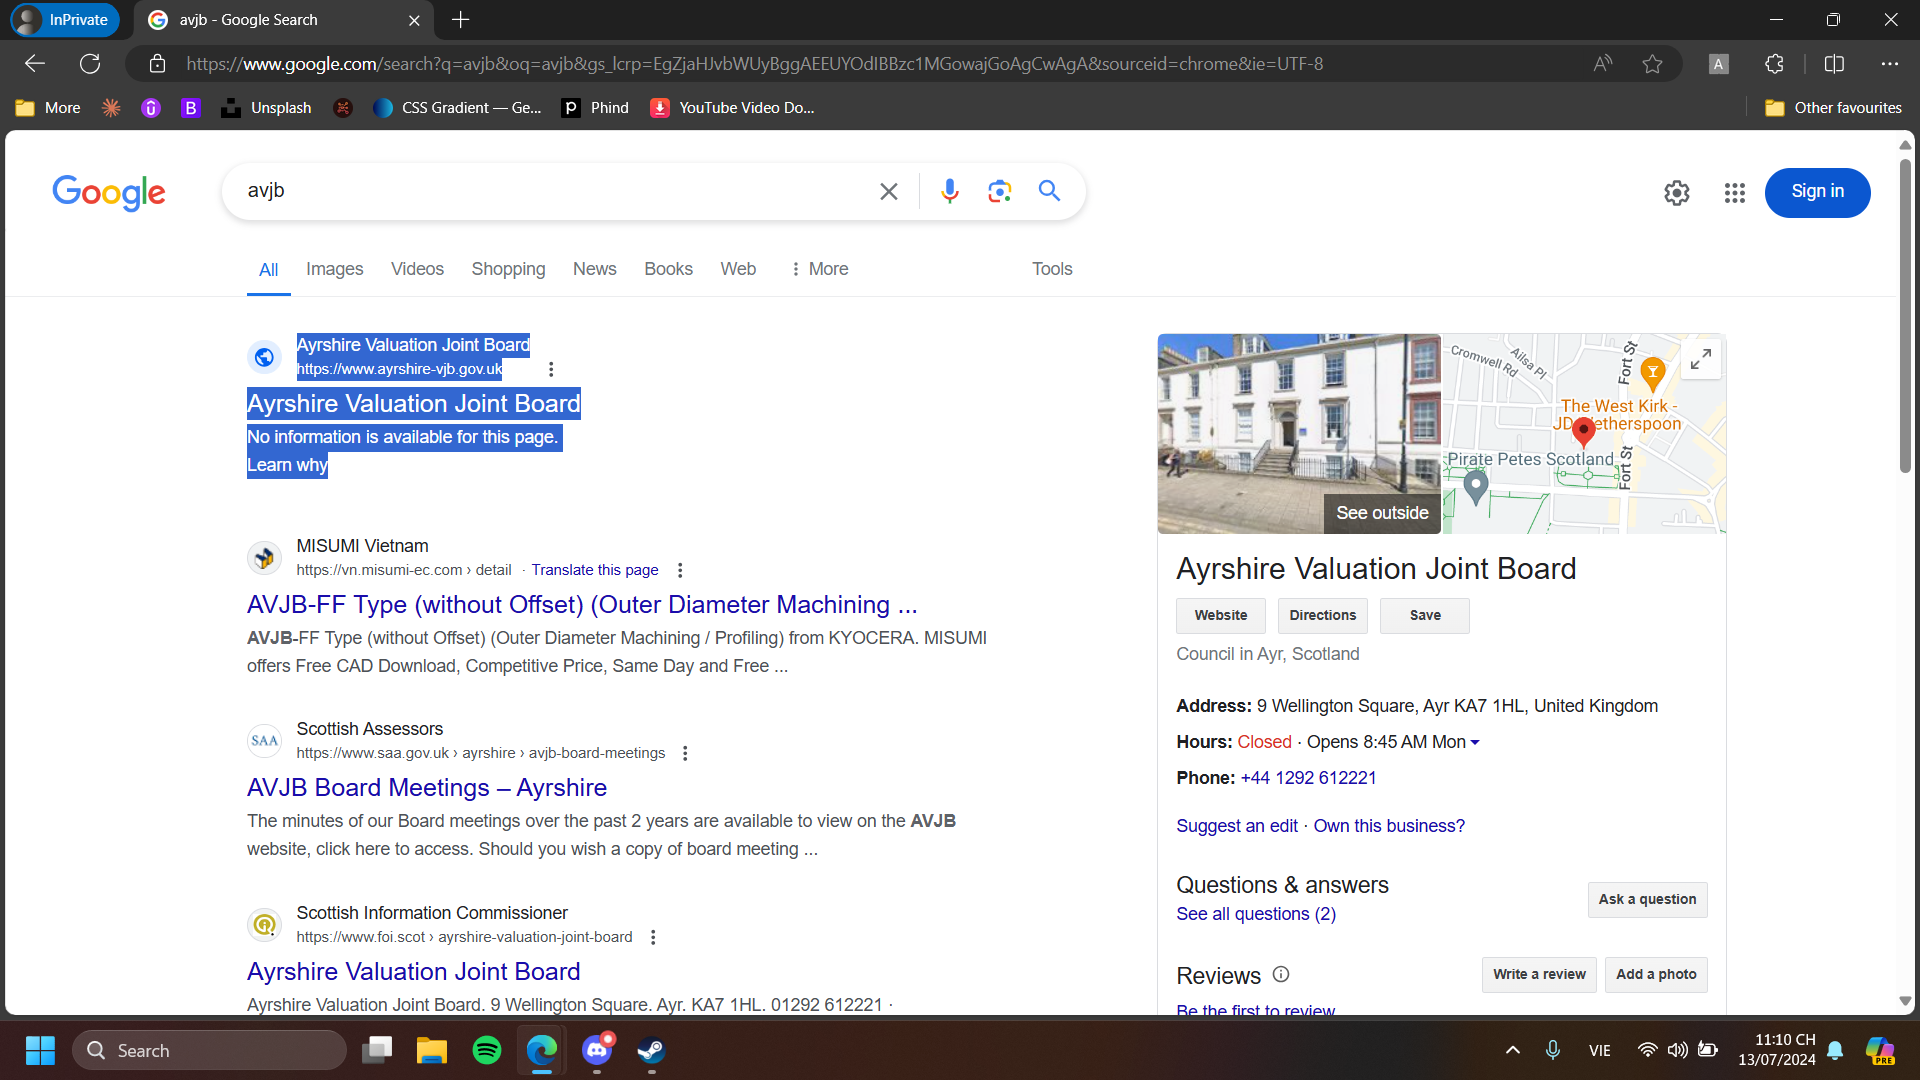 InPrivate
avjb - Google Search
https://www.google.com/search?q=avjb&oq=avjb&gs_lcrp=EgZjaHJvbWUyBggAEEUYOdIBBzc1MGowajGoAgCwAgA&sourceid=chrome&ie=UTF-8
More
Unsplash
CSS Gradient — Ge...
Phind
YouTube Video Do...
Other favourites
Google
avjb
Sign in
All
Images
Videos
Shopping
News
Books
Web
More
Tools
Ayrshire Valuation Joint Board
https://www.ayrshire-vjb.gov.uk
Ayrshire Valuation Joint Board
No information is available for this page.
Learn why
MISUMI Vietnam
https://vn.misumi-ec.com › detail · Translate this page
AVJB-FF Type (without Offset) (Outer Diameter Machining ...
AVJB-FF Type (without Offset) (Outer Diameter Machining / Profiling) from KYOCERA. MISUMI
offers Free CAD Download, Competitive Price, Same Day and Free ...
SAA
Scottish Assessors
https://www.saa.gov.uk › ayrshire › avjb-board-meetings
AVJB Board Meetings – Ayrshire
The minutes of our Board meetings over the past 2 years are available to view on the AVJB
website, click here to access. Should you wish a copy of board meeting ...
Scottish Information Commissioner
https://www.foi.scot › ayrshire-valuation-joint-board
Ayrshire Valuation Joint Board
Ayrshire Valuation Joint Board. 9 Wellington Square. Ayr. KA7 1HL. 01292 612221 ·
See outside
Cromwell Rd
Ailsa Pl
Fort St
The West Kirk -
JD Wetherspoon
Pirate Petes Scotland
Fort St
Ayrshire Valuation Joint Board
Website
Directions
Save
Council in Ayr, Scotland
Address: 9 Wellington Square, Ayr KA7 1HL, United Kingdom
Hours: Closed · Opens 8:45 AM Mon
Phone: +44 1292 612221
Suggest an edit · Own this business?
Questions & answers
See all questions (2)
Ask a question
Reviews
Write a review
Add a photo
Be the first to review
Search
VIE
11:10 CH
13/07/2024
PRE